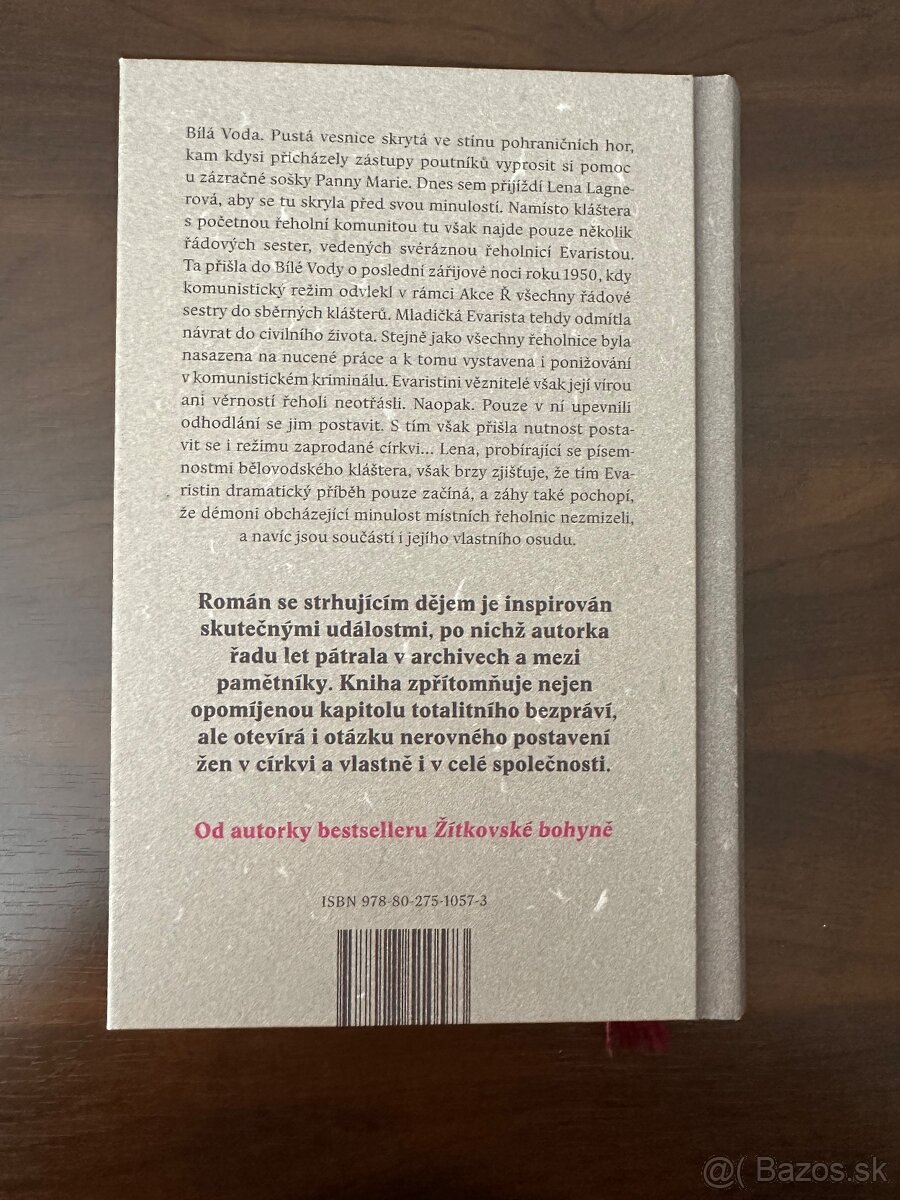 Bílá Voda. Pustá vesnice skrytá ve stínu pohraničních hor,
kam kdysi přicházely zástupy poutníků vyprosit si pomoc
u zázračné sošky Panny Marie. Dnes sem přijíždí Lena Lagne-
rová, aby se tu skryla před svou minulostí. Namísto kláštera
s početnou řeholní komunitou tu však najde pouze několik
řádových sester, vedených svéráznou řeholnicí Evaristou.
Ta přišla do Bílé Vody o poslední zářijové noci roku 1950, kdy
komunistický režim odvlekl v rámci Akce Ř všechny řádové
sestry do sběrných klášterů. Mladičká Evarista tehdy odmítla
návrat do civilního života. Stejně jako všechny řeholnice byla
nasazena na nucené práce a k tomu vystavena i ponižování
v komunistickém kriminálu. Evaristini věznitelé však její vírou
ani věrností řeholi neotřásli. Naopak. Pouze v ní upevnili
odhodlání se jim postavit. S tím však přišla nutnost posta-
vit se i režimu zaprodané církvi... Lena, probírající se písem-
nostmi bělovodského kláštera, však brzy zjišťuje, že tím Eva-
ristin dramatický příběh pouze začíná, a záhy také pochopí,
že démoni obcházející minulost místních řeholnic nezmizeli,
a navíc jsou součástí i jejího vlastního osudu.
Román se strhujícím dějem je inspirován
skutečnými událostmi, po nichž autorka
řadu let pátrala v archivech a mezi
pamětníky. Kniha zpřítomňuje nejen
opomíjenou kapitolu totalitního bezpráví,
ale otevírá i otázku nerovného postavení
žen v církvi a vlastně i v celé společnosti.
Od autorky bestselleru Žítkovské bohyně
ISBN 978-80-275-1057-3
@( Bazos.sk